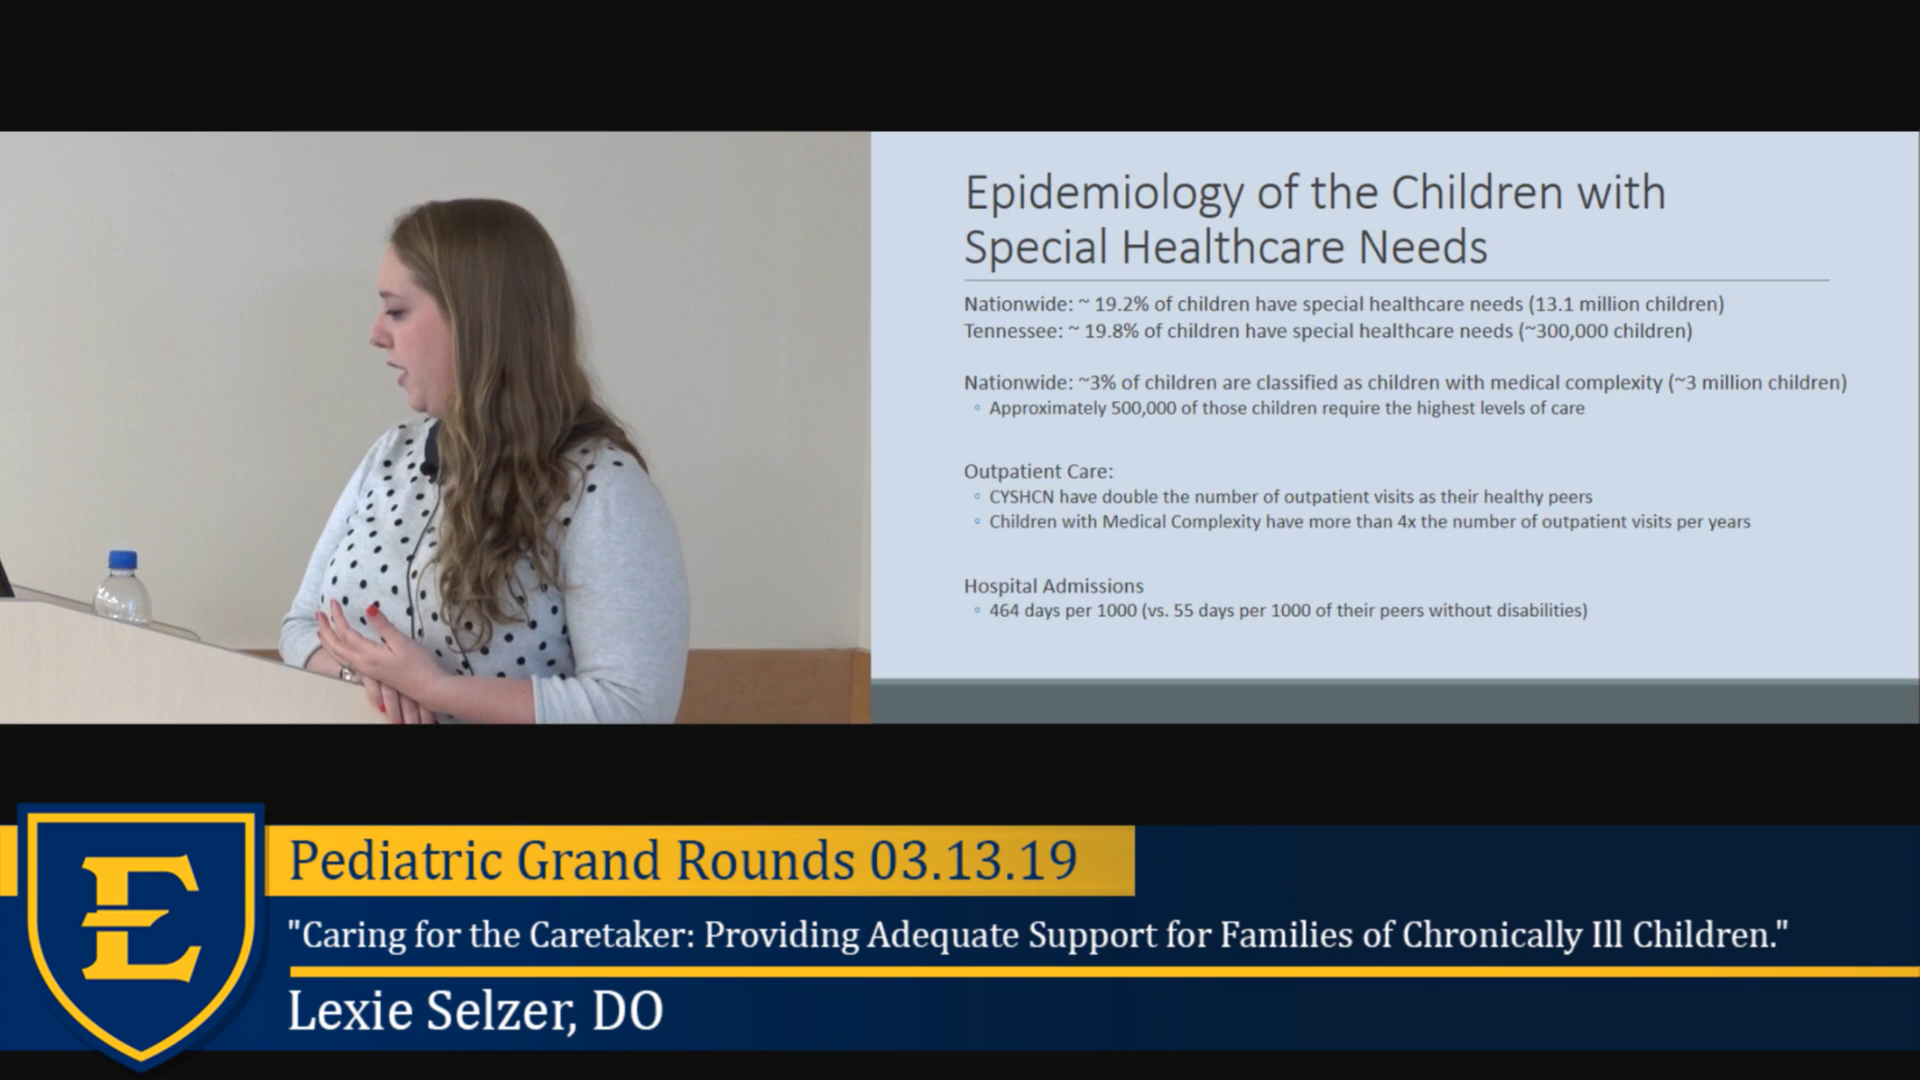 Epidemiology of the Children with
Special Healthcare Needs
Nationwide: ~ 19.2% of children have special healthcare needs (13.1 million children)
Tennessee: ~ 19.8% of children have special healthcare needs (~300,000 children)
Nationwide: ~3% of children are classified as children with medical complexity (~3 million children)
◦ Approximately 500,000 of those children require the highest levels of care
Outpatient Care:
◦ CYSHCN have double the number of outpatient visits as their healthy peers
◦ Children with Medical Complexity have more than 4x the number of outpatient visits per years
Hospital Admissions
◦ 464 days per 1000 (vs. 55 days per 1000 of their peers without disabilities)
E
Pediatric Grand Rounds 03.13.19
"Caring for the Caretaker: Providing Adequate Support for Families of Chronically Ill Children."
Lexie Selzer, DO